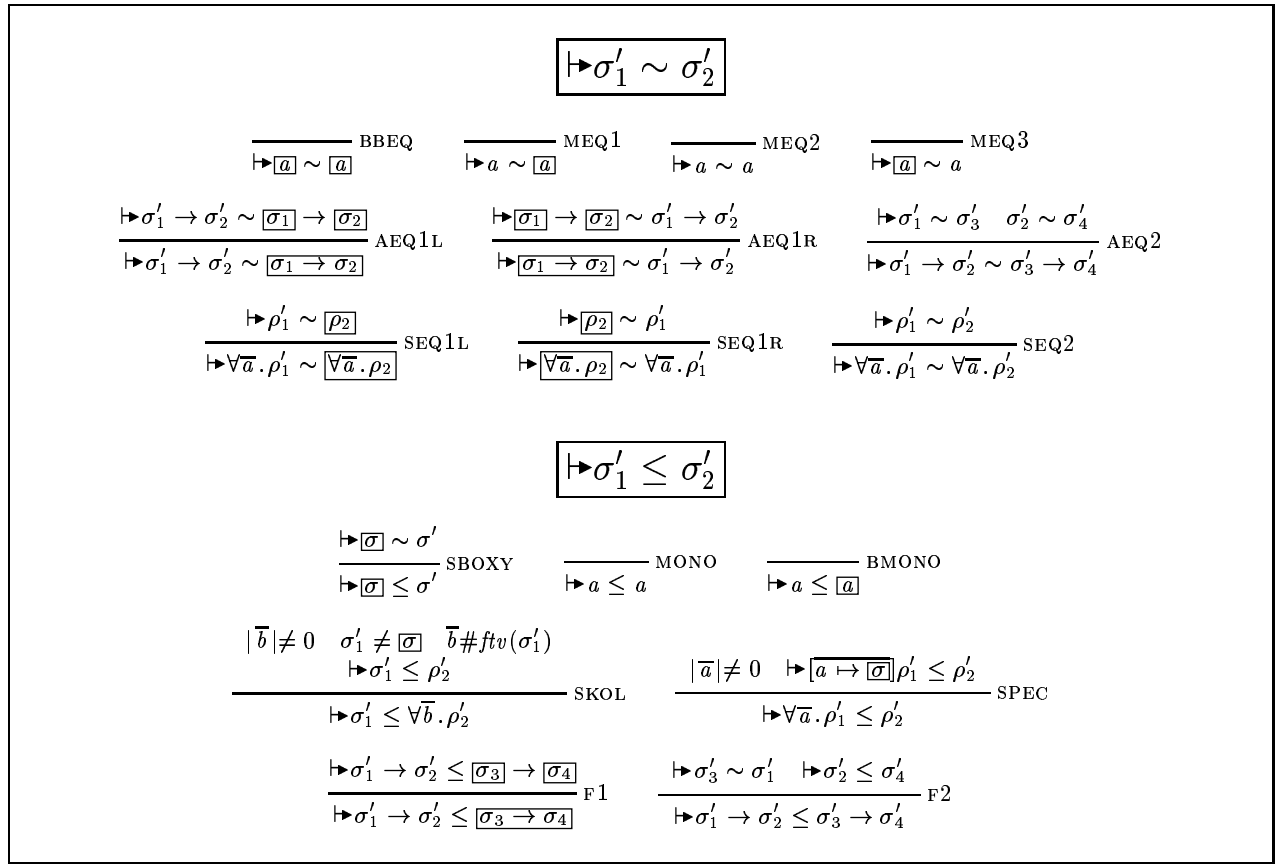 ⊢▸σ′₁ ∼ σ′₂
⊢▸[a] ∼ [a] BBEQ ⊢▸a ∼ [a] MEQ1 ⊢▸a ∼ a MEQ2 ⊢▸[a] ∼ a MEQ3
⊢▸σ′₁ → σ′₂ ∼ [σ₁] → [σ₂] ⊢▸[σ₁] → [σ₂] ∼ σ′₁ → σ′₂ ⊢▸σ′₁ ∼ σ′₃ σ′₂ ∼ σ′₄
AEQ1L AEQ1R AEQ2
⊢▸σ′₁ → σ′₂ ∼ [σ₁ → σ₂] ⊢▸[σ₁ → σ₂] ∼ σ′₁ → σ′₂ ⊢▸σ′₁ → σ′₂ ∼ σ′₃ → σ′₄
⊢▸ρ′₁ ∼ [ρ₂] ⊢▸[ρ₂] ∼ ρ′₁ ⊢▸ρ′₁ ∼ ρ′₂
SEQ1L SEQ1R SEQ2
⊢▸∀a̅.ρ′₁ ∼ [∀a̅.ρ₂] ⊢▸[∀a̅.ρ₂] ∼ ∀a̅.ρ′₁ ⊢▸∀a̅.ρ′₁ ∼ ∀a̅.ρ′₂
⊢▸σ′₁ ≤ σ′₂
⊢▸[σ] ∼ σ′
SBOXY MONO BMONO
⊢▸[σ] ≤ σ′ ⊢▸a ≤ a ⊢▸a ≤ [a]
|b̅| ≠ 0 σ′₁ ≠ [σ] b̅#ftv(σ′₁)
⊢▸σ′₁ ≤ ρ′₂ |a̅| ≠ 0 ⊢▸[a ↦ [σ]]ρ′₁ ≤ ρ′₂
SKOL SPEC
⊢▸σ′₁ ≤ ∀b̅.ρ′₂ ⊢▸∀a̅.ρ′₁ ≤ ρ′₂
⊢▸σ′₁ → σ′₂ ≤ [σ₃] → [σ₄] ⊢▸σ′₃ ∼ σ′₁ ⊢▸σ′₂ ≤ σ′₄
F1 F2
⊢▸σ′₁ → σ′₂ ≤ [σ₃ → σ₄] ⊢▸σ′₁ → σ′₂ ≤ σ′₃ → σ′₄